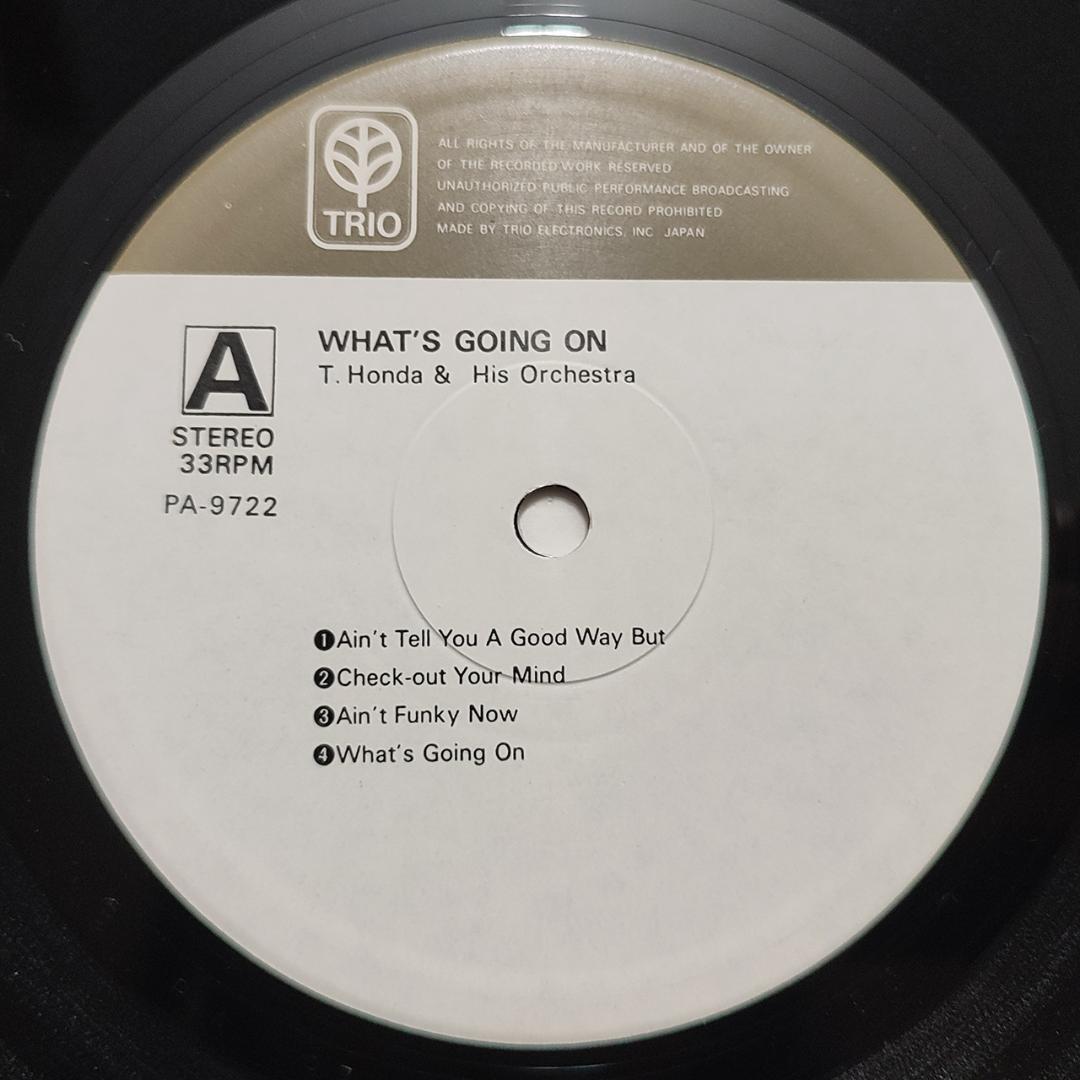 TRIO
ALL RIGHTS OF THE MANUFACTURER AND OF THE OWNER
OF THE RECORDED WORK RESERVED
UNAUTHORIZED PUBLIC PERFORMANCE BROADCASTING
AND COPYING OF THIS RECORD PROHIBITED
MADE BY TRIO ELECTRONICS, INC JAPAN
A
STEREO
33RPM
PA-9722
WHAT'S GOING ON
T. Honda & His Orchestra
❶Ain't Tell You A Good Way But
❷Check-out Your Mind
❸Ain't Funky Now
❹What's Going On